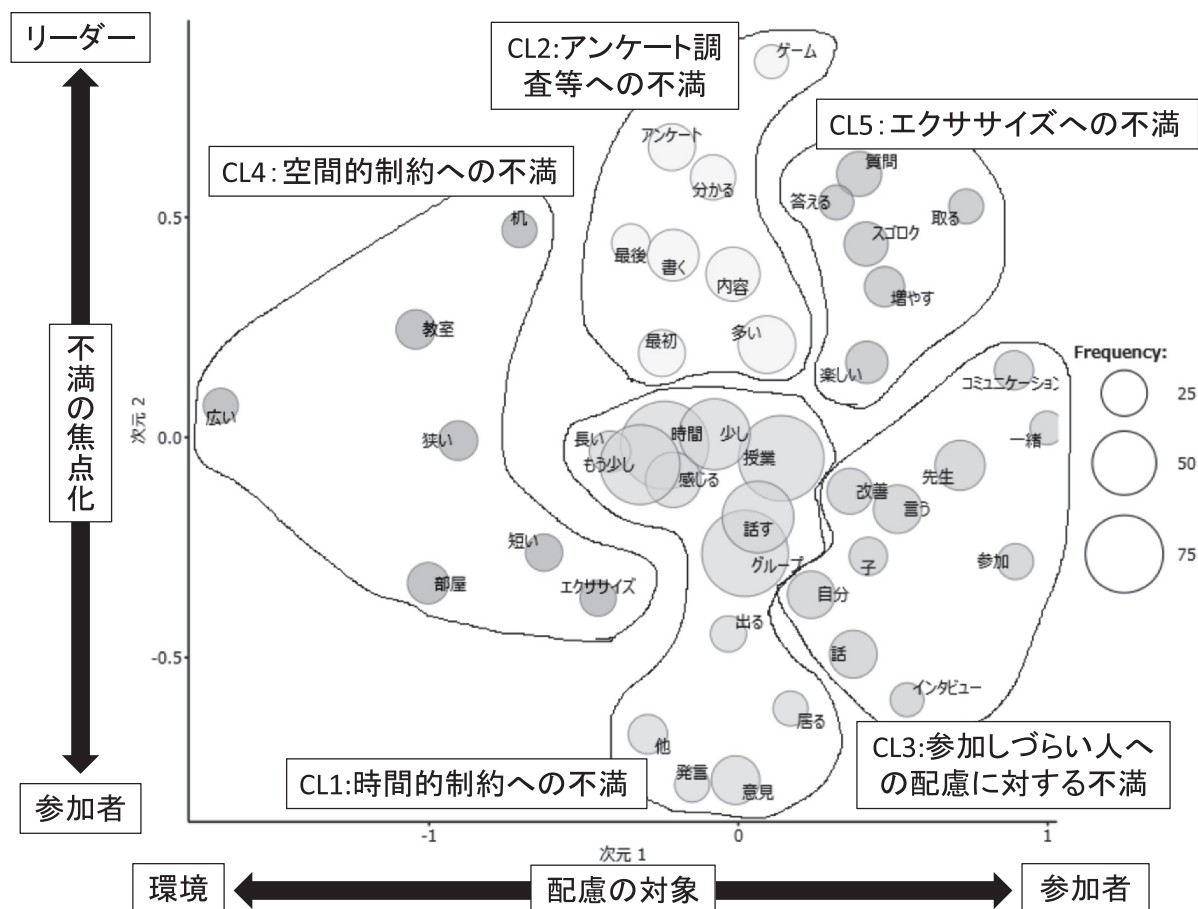 リーダー
不満の焦点化
参加者
次元 2
0.5
0.0
-0.5
CL2:アンケート調
査等への不満
ゲーム
アンケート
分かる
最後
書く
内容
最初
多い
CL5:エクササイズへの不満
質問
答える
取る
スゴロク
増やす
楽しい
CL4:空間的制約への不満
机
教室
広い
狭い
短い
部屋
エクササイズ
長い
時間
少し
授業
もう少し
感じる
話す
グループ
出る
居る
他
発言
意見
CL1:時間的制約への不満
コミュニケーション
一緒
先生
改善
言う
参加
子
自分
話
インタビュー
CL3:参加しづらい人へ
の配慮に対する不満
Frequency:
25
50
75
-1
0
1
次元 1
環境
配慮の対象
参加者